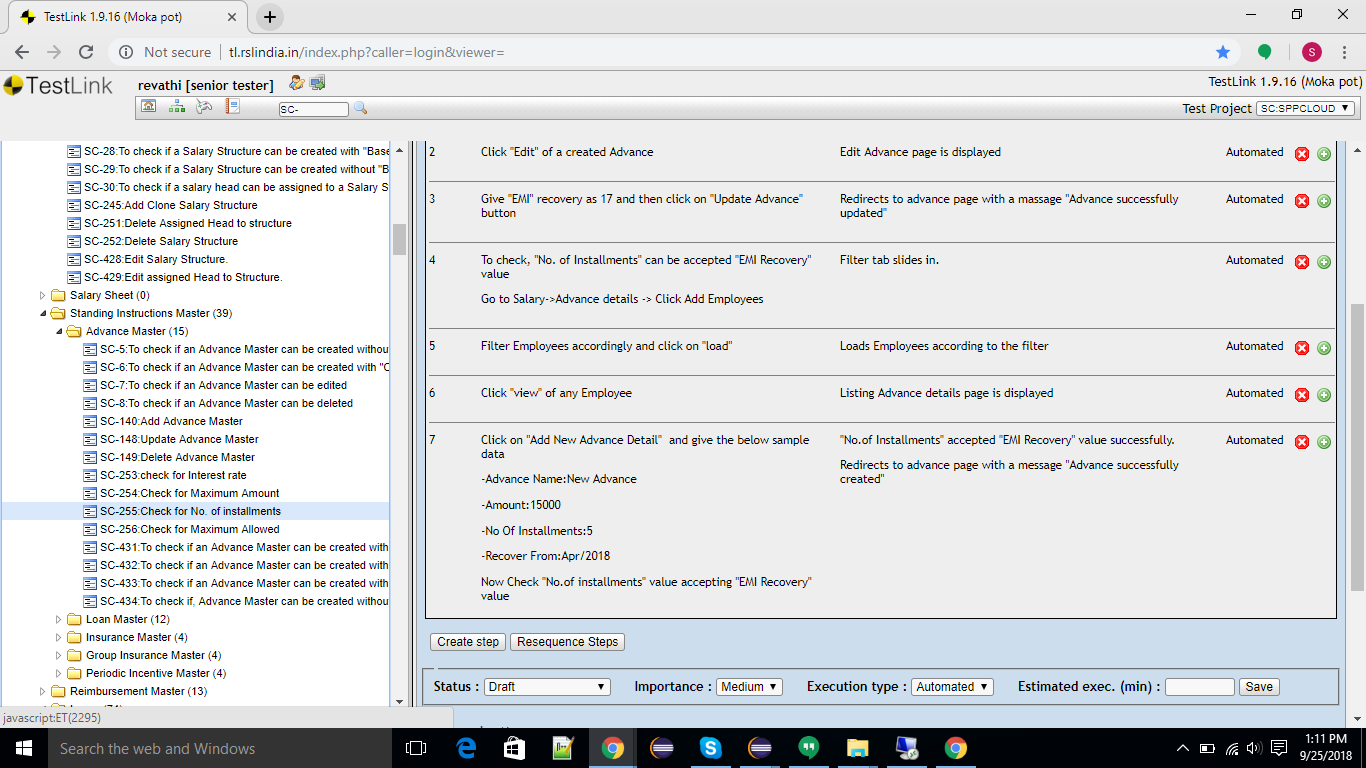 TestLink 1.9.16 (Moka pot)
Not secure | tl.rslindia.in/index.php?caller=login&viewer=
S
TestLink
revathi [senior tester]
TestLink 1.9.16 (Moka pot)
SC-
Test Project SC:SPPCLOUD
SC-28:To check if a Salary Structure can be created with "Base
SC-29:To check if a Salary Structure can be created without "B
SC-30:To check if a salary head can be assigned to a Salary S
SC-245:Add Clone Salary Structure
SC-251:Delete Assigned Head to structure
SC-252:Delete Salary Structure
SC-428:Edit Salary Structure.
SC-429:Edit assigned Head to Structure.
Salary Sheet (0)
Standing Instructions Master (39)
Advance Master (15)
SC-5:To check if an Advance Master can be created withou
SC-6:To check if an Advance Master can be created with "C
SC-7:To check if an Advance Master can be edited
SC-8:To check if an Advance Master can be deleted
SC-140:Add Advance Master
SC-148:Update Advance Master
SC-149:Delete Advance Master
SC-253:check for Interest rate
SC-254:Check for Maximum Amount
SC-255:Check for No. of installments
SC-256:Check for Maximum Allowed
SC-431:To check if an Advance Master can be created with
SC-432:To check if an Advance Master can be created with
SC-433:To check if an Advance Master can be created with
SC-434:To check if, Advance Master can be created withou
Loan Master (12)
Insurance Master (4)
Group Insurance Master (4)
Periodic Incentive Master (4)
Reimbursement Master (13)
javascript:ET(2295)
2 Click "Edit" of a created Advance Edit Advance page is displayed Automated
3 Give "EMI" recovery as 17 and then click on "Update Advance" Redirects to advance page with a massage "Advance successfully Automated
button updated"
4 To check, "No. of Installments" can be accepted "EMI Recovery" Filter tab slides in. Automated
value
Go to Salary->Advance details -> Click Add Employees
5 Filter Employees accordingly and click on "load" Loads Employees according to the filter Automated
6 Click "view" of any Employee Listing Advance details page is displayed Automated
7 Click on "Add New Advance Detail" and give the below sample "No.of Installments" accepted "EMI Recovery" value successfully. Automated
data
Redirects to advance page with a message "Advance successfully
created"
-Advance Name:New Advance
-Amount:15000
-No Of Installments:5
-Recover From:Apr/2018
Now Check "No.of installments" value accepting "EMI Recovery"
value
Create step Resequence Steps
Status : Draft Importance : Medium Execution type : Automated Estimated exec. (min) : Save
Search the web and Windows
1:11 PM
9/25/2018